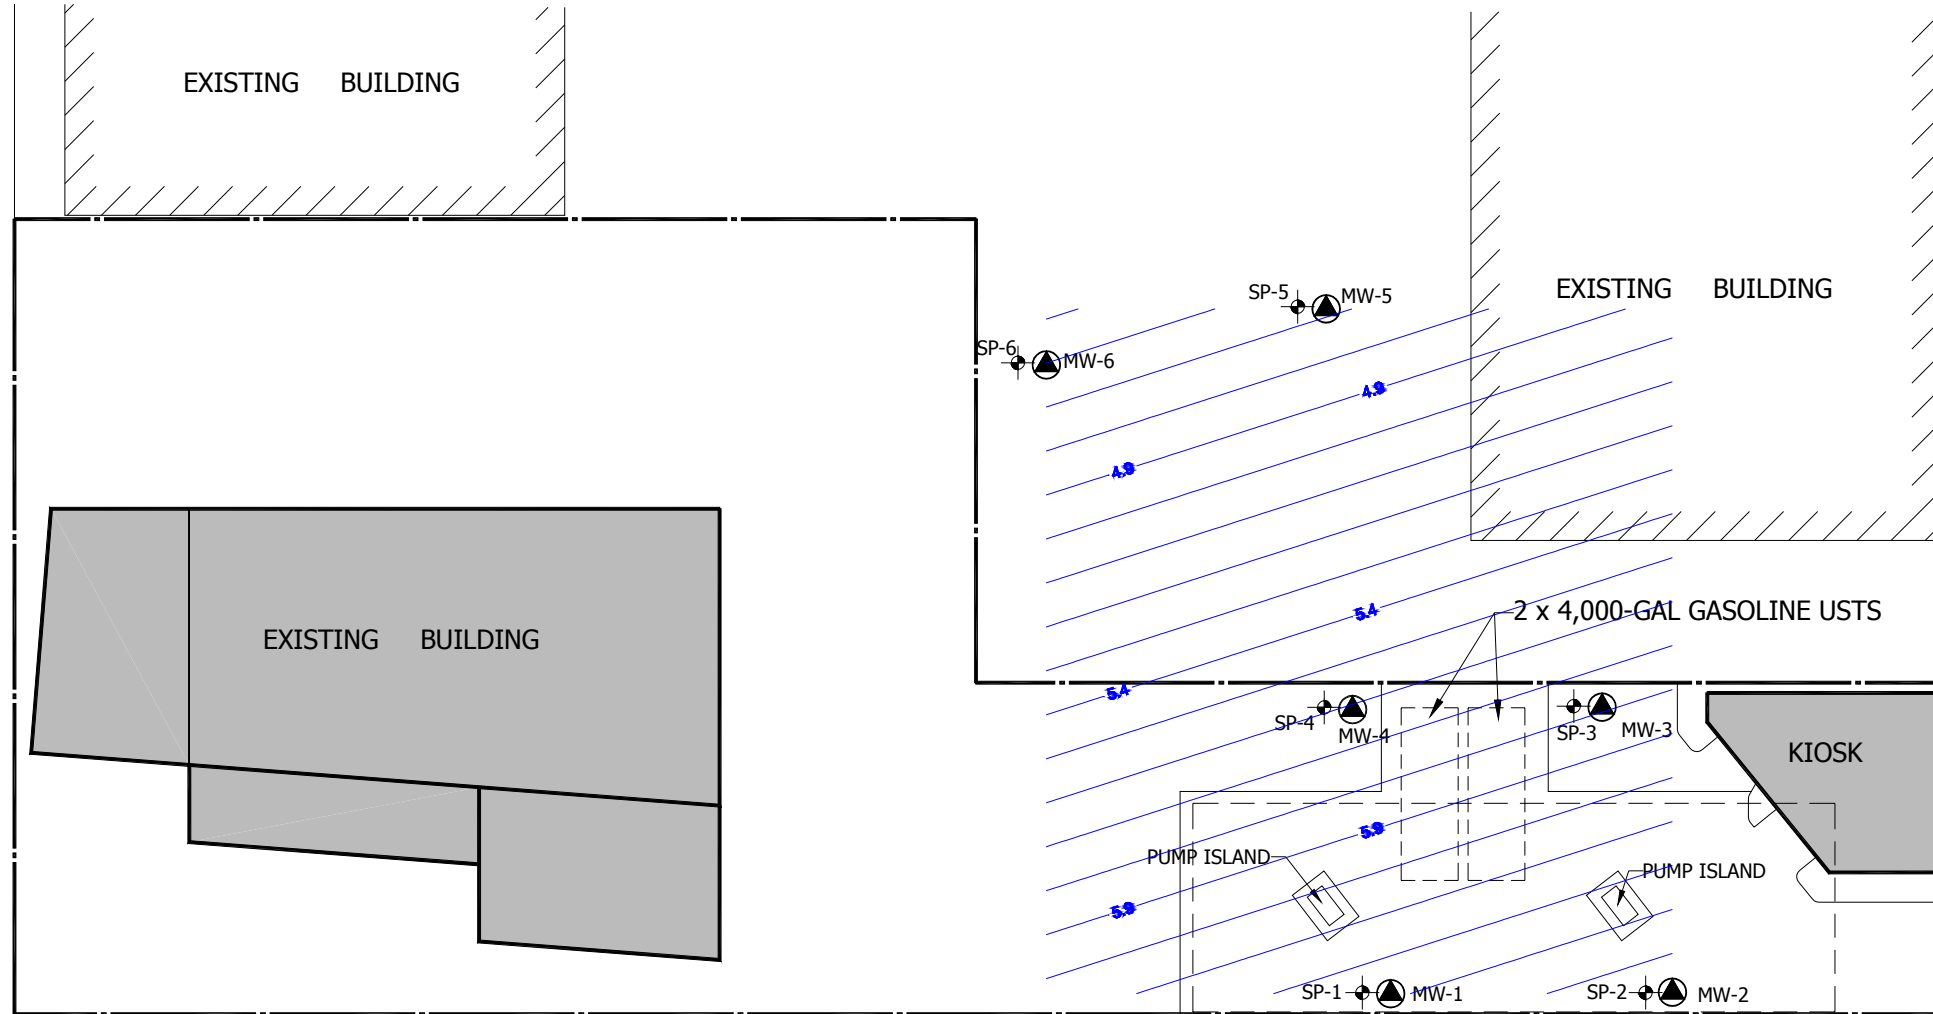 EXISTING BUILDING
EXISTING BUILDING
SP-5
MW-5
SP-6
MW-6
4.9
4.9
5.4
2 x 4,000-GAL GASOLINE USTS
EXISTING BUILDING
5.4
SP-4
MW-4
SP-3
MW-3
KIOSK
5.9
PUMP ISLAND
PUMP ISLAND
5.9
SP-1
MW-1
SP-2
MW-2